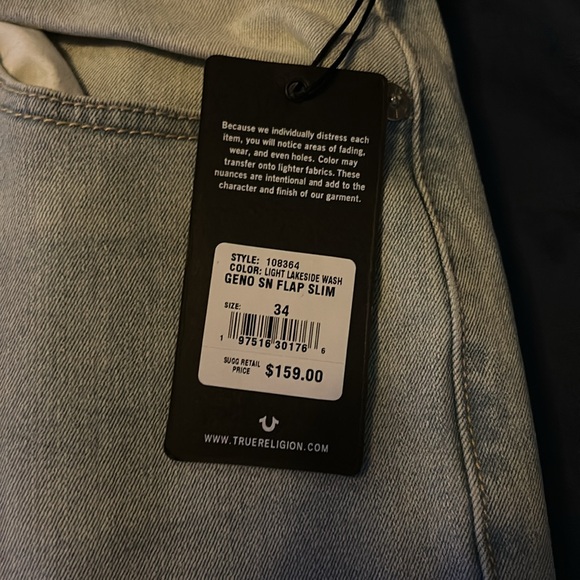 Because we individually distress each
item, you will notice areas of fading,
wear, and even holes. Color may
transfer onto lighter fabrics. These
nuances are intentional and add to the
character and finish of our garment.
STYLE: 108364
COLOR: LIGHT LAKESIDE WASH
GENO SN FLAP SLIM
SIZE: 34
1 97516 30176 6
SUGG RETAIL
PRICE $159.00
WWW.TRUERELIGION.COM